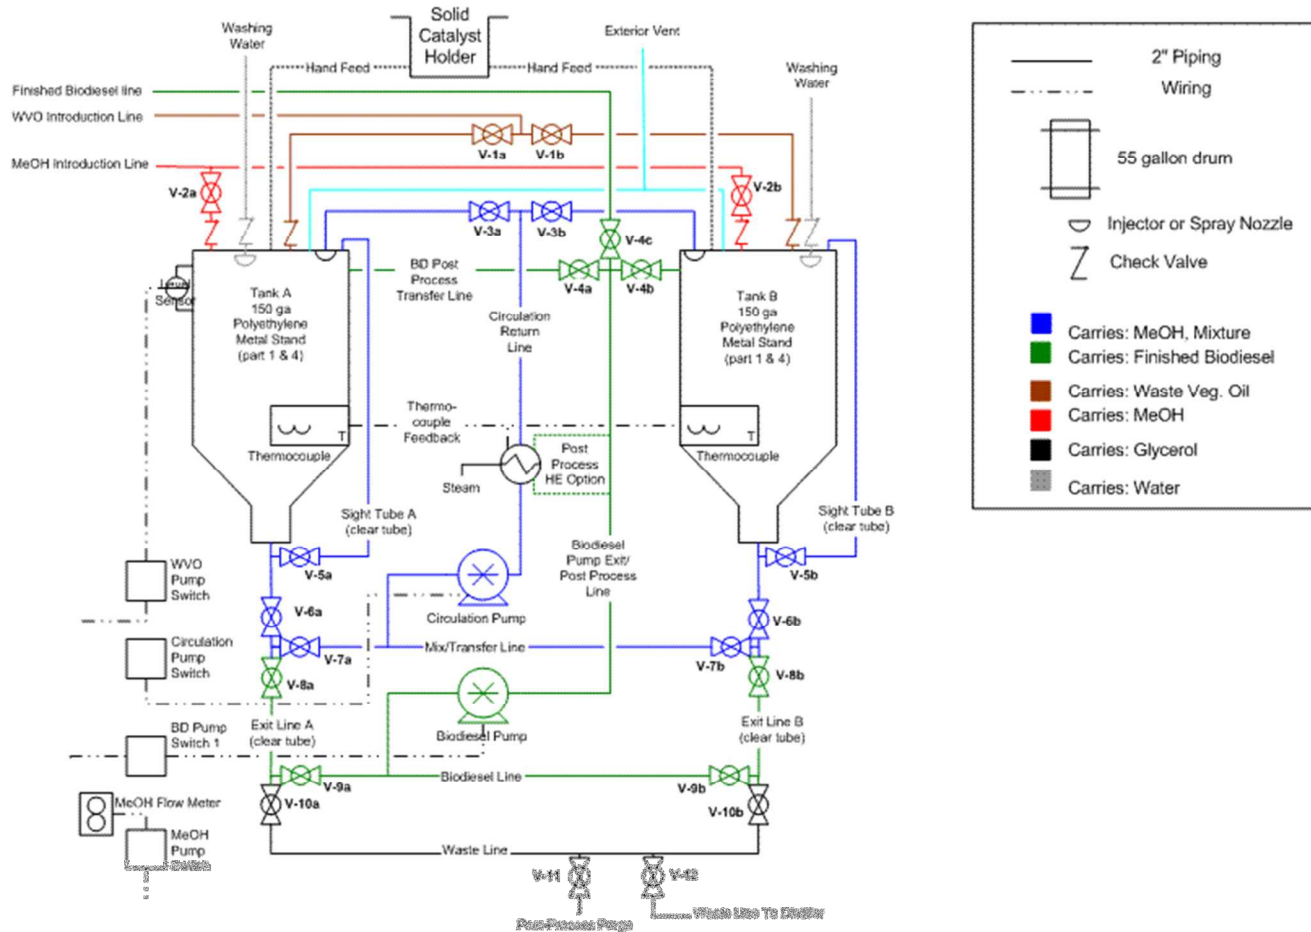 Solid
Catalyst
Holder
Washing
Water
Exterior Vent
Washing
Water
Hand Feed
Hand Feed
Finished Biodiesel line
WVO Introduction Line
MeOH Introduction Line
V-1a
V-1b
V-2a
V-2b
V-3a
V-3b
V-4c
V-4a
V-4b
BD Post
Process
Transfer Line
Circulation
Return
Line
Level
Sensor
Tank A
150 ga
Polyethylene
Metal Stand
(part 1 & 4)
Tank B
150 ga
Polyethylene
Metal Stand
(part 1 & 4)
Thermo-
couple
Feedback
T
Thermocouple
T
Thermocouple
Steam
Post
Process
HE Option
Sight Tube A
(clear tube)
Sight Tube B
(clear tube)
V-5a
V-5b
WVO
Pump
Switch
Biodiesel
Pump Exit/
Post Process
Line
V-6a
V-6b
Circulation Pump
Circulation
Pump
Switch
V-7a
Mix/Transfer Line
V-7b
V-8a
V-8b
BD Pump
Switch 1
Exit Line A
(clear tube)
Biodiesel Pump
Exit Line B
(clear tube)
V-9a
Biodiesel Line
V-9b
V-10a
V-10b
MeOH Flow Meter
MeOH
Pump
Switch
Waste Line
V-11
V-12
Post-Process Purge
Waste Line To Distiller
2" Piping
Wiring
55 gallon drum
Injector or Spray Nozzle
Check Valve
Carries: MeOH, Mixture
Carries: Finished Biodiesel
Carries: Waste Veg. Oil
Carries: MeOH
Carries: Glycerol
Carries: Water